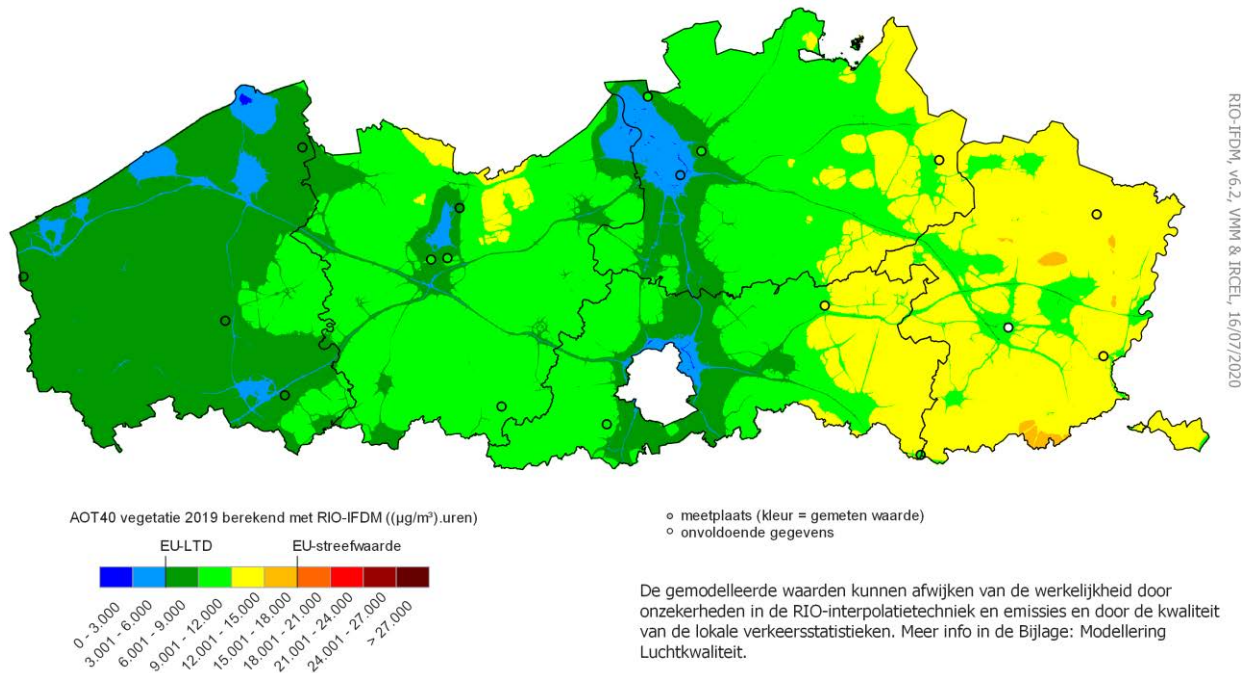 RIO-IFDM, v6.2, VMM & IRCEL, 16/07/2020
AOT40 vegetatie 2019 berekend met RIO-IFDM ((µg/m³).uren)
EU-LTD
EU-streefwaarde
0 - 3.000
3.001 - 6.000
6.001 - 9.000
9.001 - 12.000
12.001 - 15.000
15.001 - 18.000
18.001 - 21.000
21.001 - 24.000
24.001 - 27.000
> 27.000
meetplaats (kleur = gemeten waarde)
onvoldoende gegevens
De gemodelleerde waarden kunnen afwijken van de werkelijkheid door
onzekerheden in de RIO-interpolatietechniek en emissies en door de kwaliteit
van de lokale verkeersstatistieken. Meer info in de Bijlage: Modellering
Luchtkwaliteit.